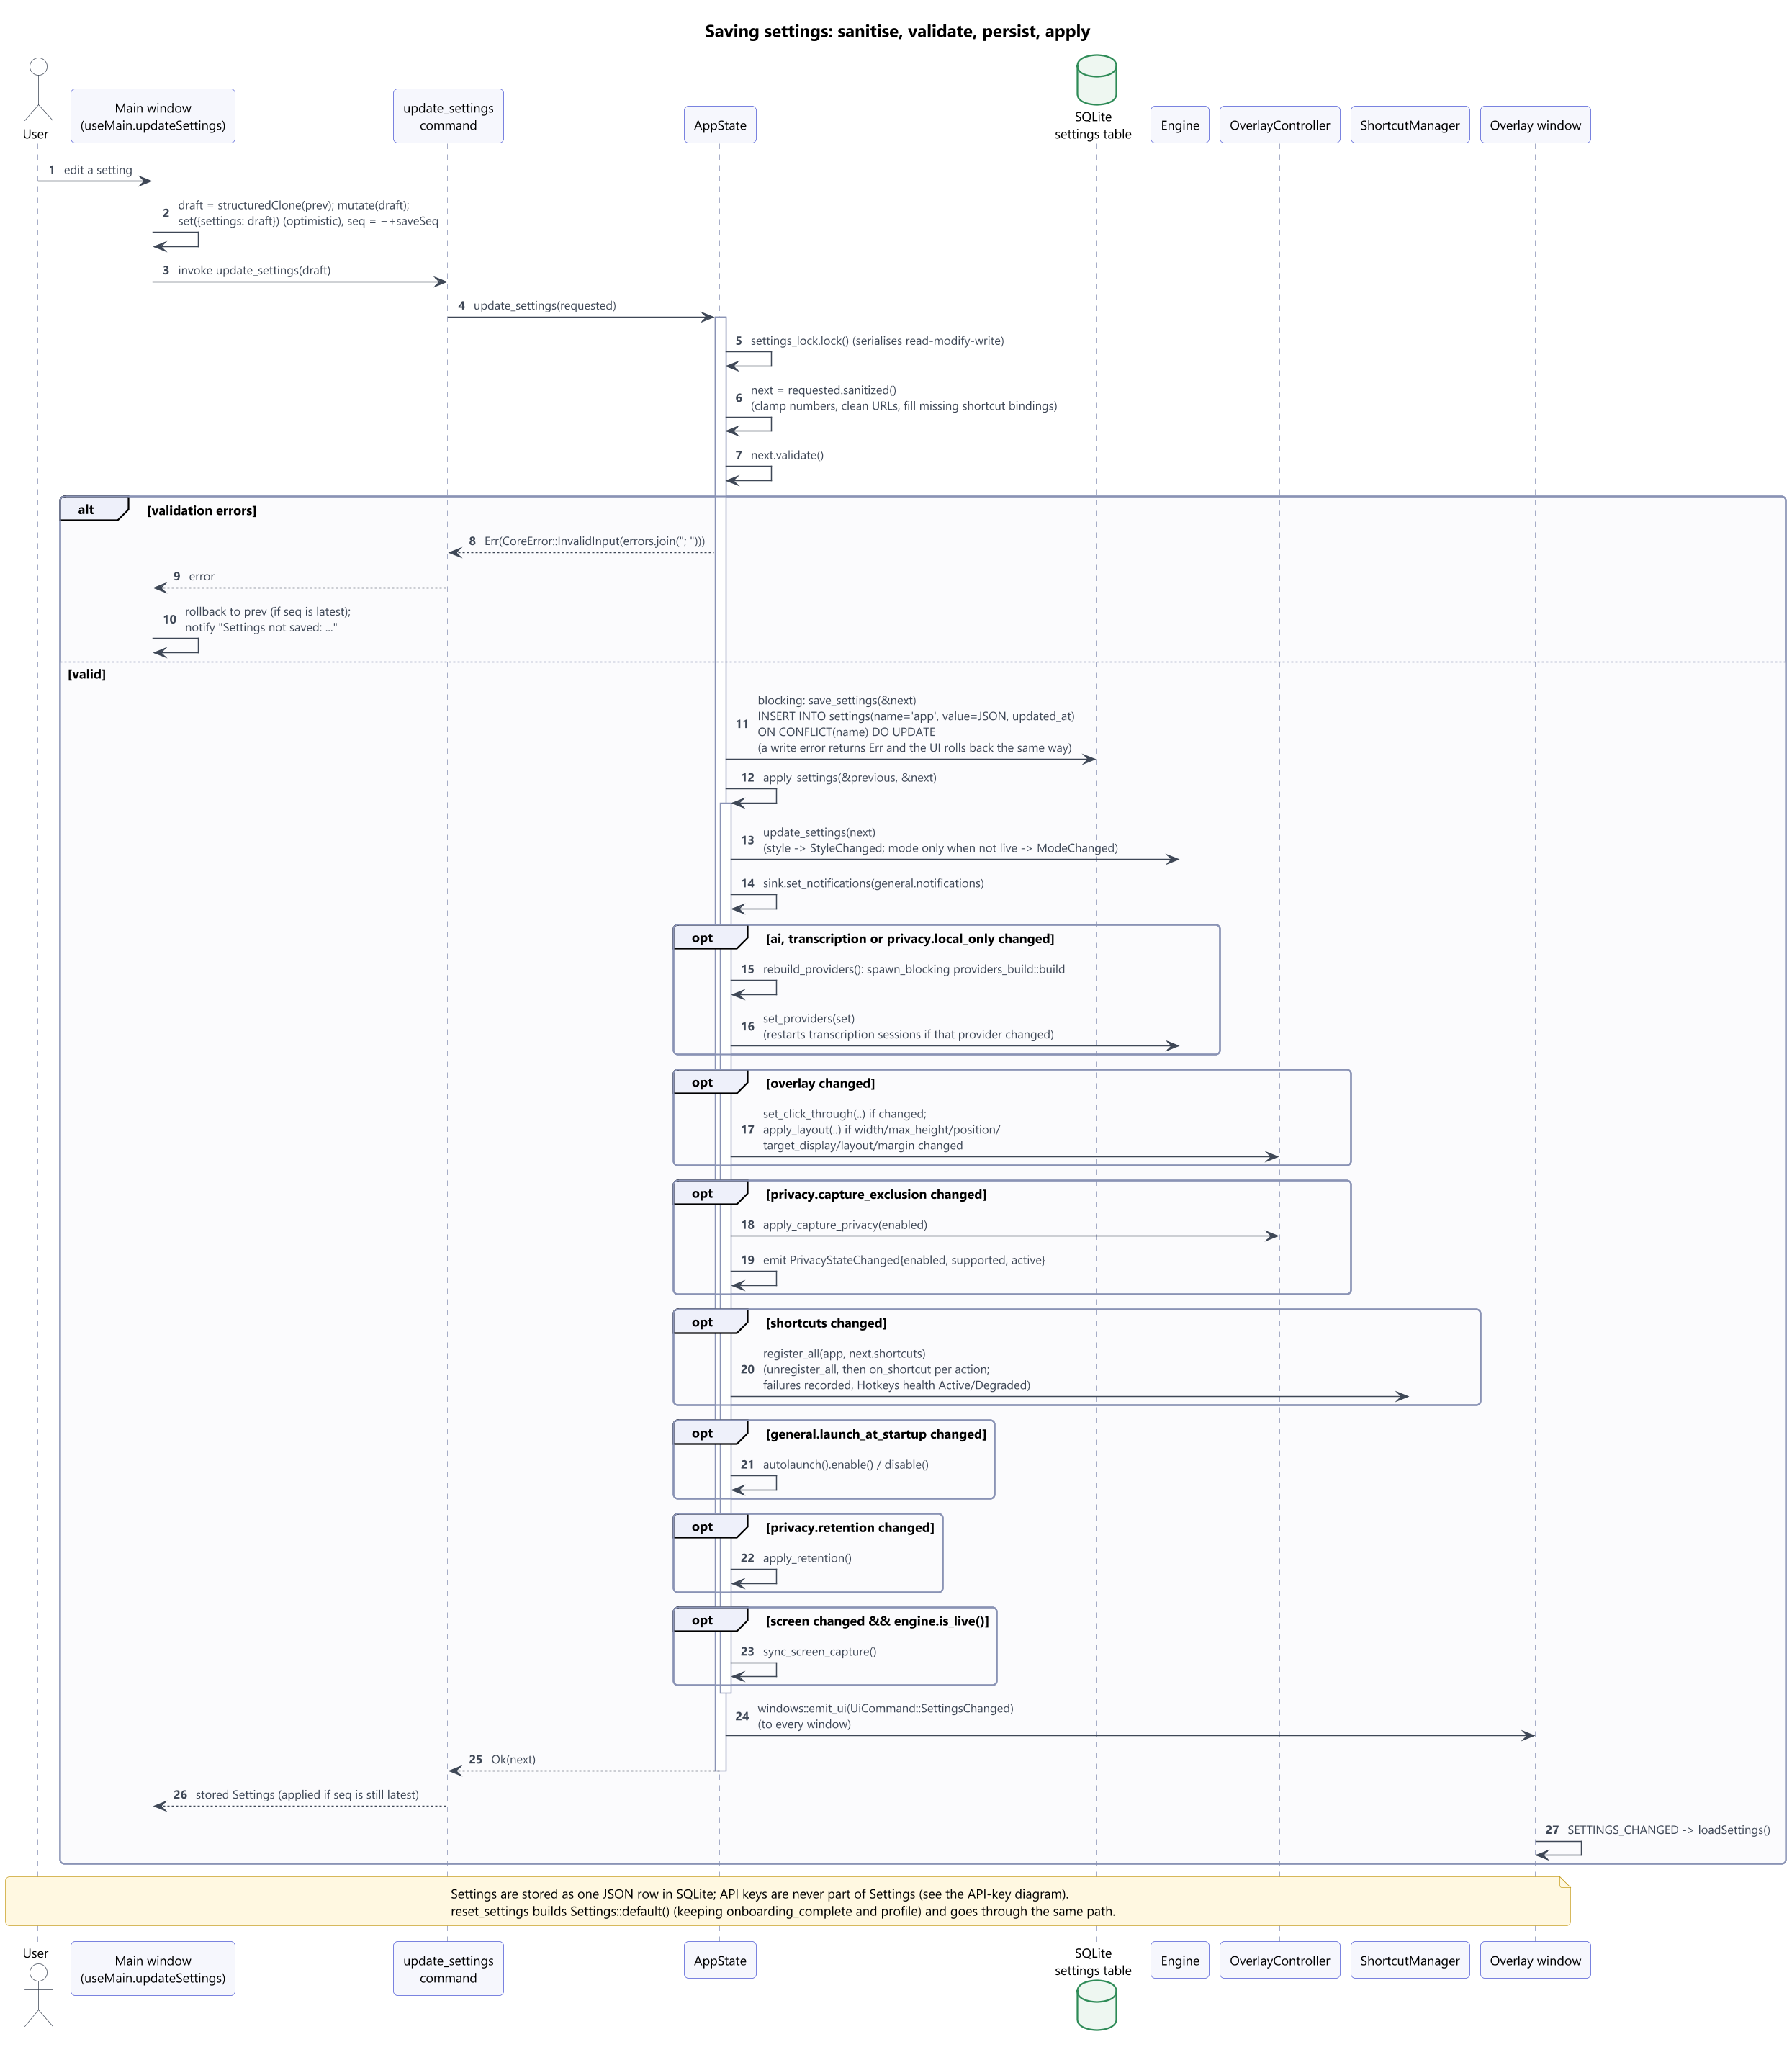 Saving settings: sanitise, validate, persist, apply
User
Main window
(useMain.updateSettings)
update_settings
command
AppState
SQLite
settings table
Engine
OverlayController
ShortcutManager
Overlay window
1 edit a setting
2 draft = structuredClone(prev); mutate(draft);
set({settings: draft}) (optimistic), seq = ++saveSeq
3 invoke update_settings(draft)
4 update_settings(requested)
5 settings_lock.lock() (serialises read-modify-write)
6 next = requested.sanitized()
(clamp numbers, clean URLs, fill missing shortcut bindings)
7 next.validate()
alt [validation errors]
8 Err(CoreError::InvalidInput(errors.join("; ")))
9 error
10 rollback to prev (if seq is latest);
notify "Settings not saved: ..."
[valid]
11 blocking: save_settings(&next)
INSERT INTO settings(name='app', value=JSON, updated_at)
ON CONFLICT(name) DO UPDATE
(a write error returns Err and the UI rolls back the same way)
12 apply_settings(&previous, &next)
13 update_settings(next)
(style -> StyleChanged; mode only when not live -> ModeChanged)
14 sink.set_notifications(general.notifications)
opt [ai, transcription or privacy.local_only changed]
15 rebuild_providers(): spawn_blocking providers_build::build
16 set_providers(set)
(restarts transcription sessions if that provider changed)
opt [overlay changed]
17 set_click_through(..) if changed;
apply_layout(..) if width/max_height/position/
target_display/layout/margin changed
opt [privacy.capture_exclusion changed]
18 apply_capture_privacy(enabled)
19 emit PrivacyStateChanged{enabled, supported, active}
opt [shortcuts changed]
20 register_all(app, next.shortcuts)
(unregister_all, then on_shortcut per action;
failures recorded, Hotkeys health Active/Degraded)
opt [general.launch_at_startup changed]
21 autolaunch().enable() / disable()
opt [privacy.retention changed]
22 apply_retention()
opt [screen changed && engine.is_live()]
23 sync_screen_capture()
24 windows::emit_ui(UiCommand::SettingsChanged)
(to every window)
25 Ok(next)
26 stored Settings (applied if seq is still latest)
27 SETTINGS_CHANGED -> loadSettings()
Settings are stored as one JSON row in SQLite; API keys are never part of Settings (see the API-key diagram).
reset_settings builds Settings::default() (keeping onboarding_complete and profile) and goes through the same path.
User
Main window
(useMain.updateSettings)
update_settings
command
AppState
SQLite
settings table
Engine
OverlayController
ShortcutManager
Overlay window